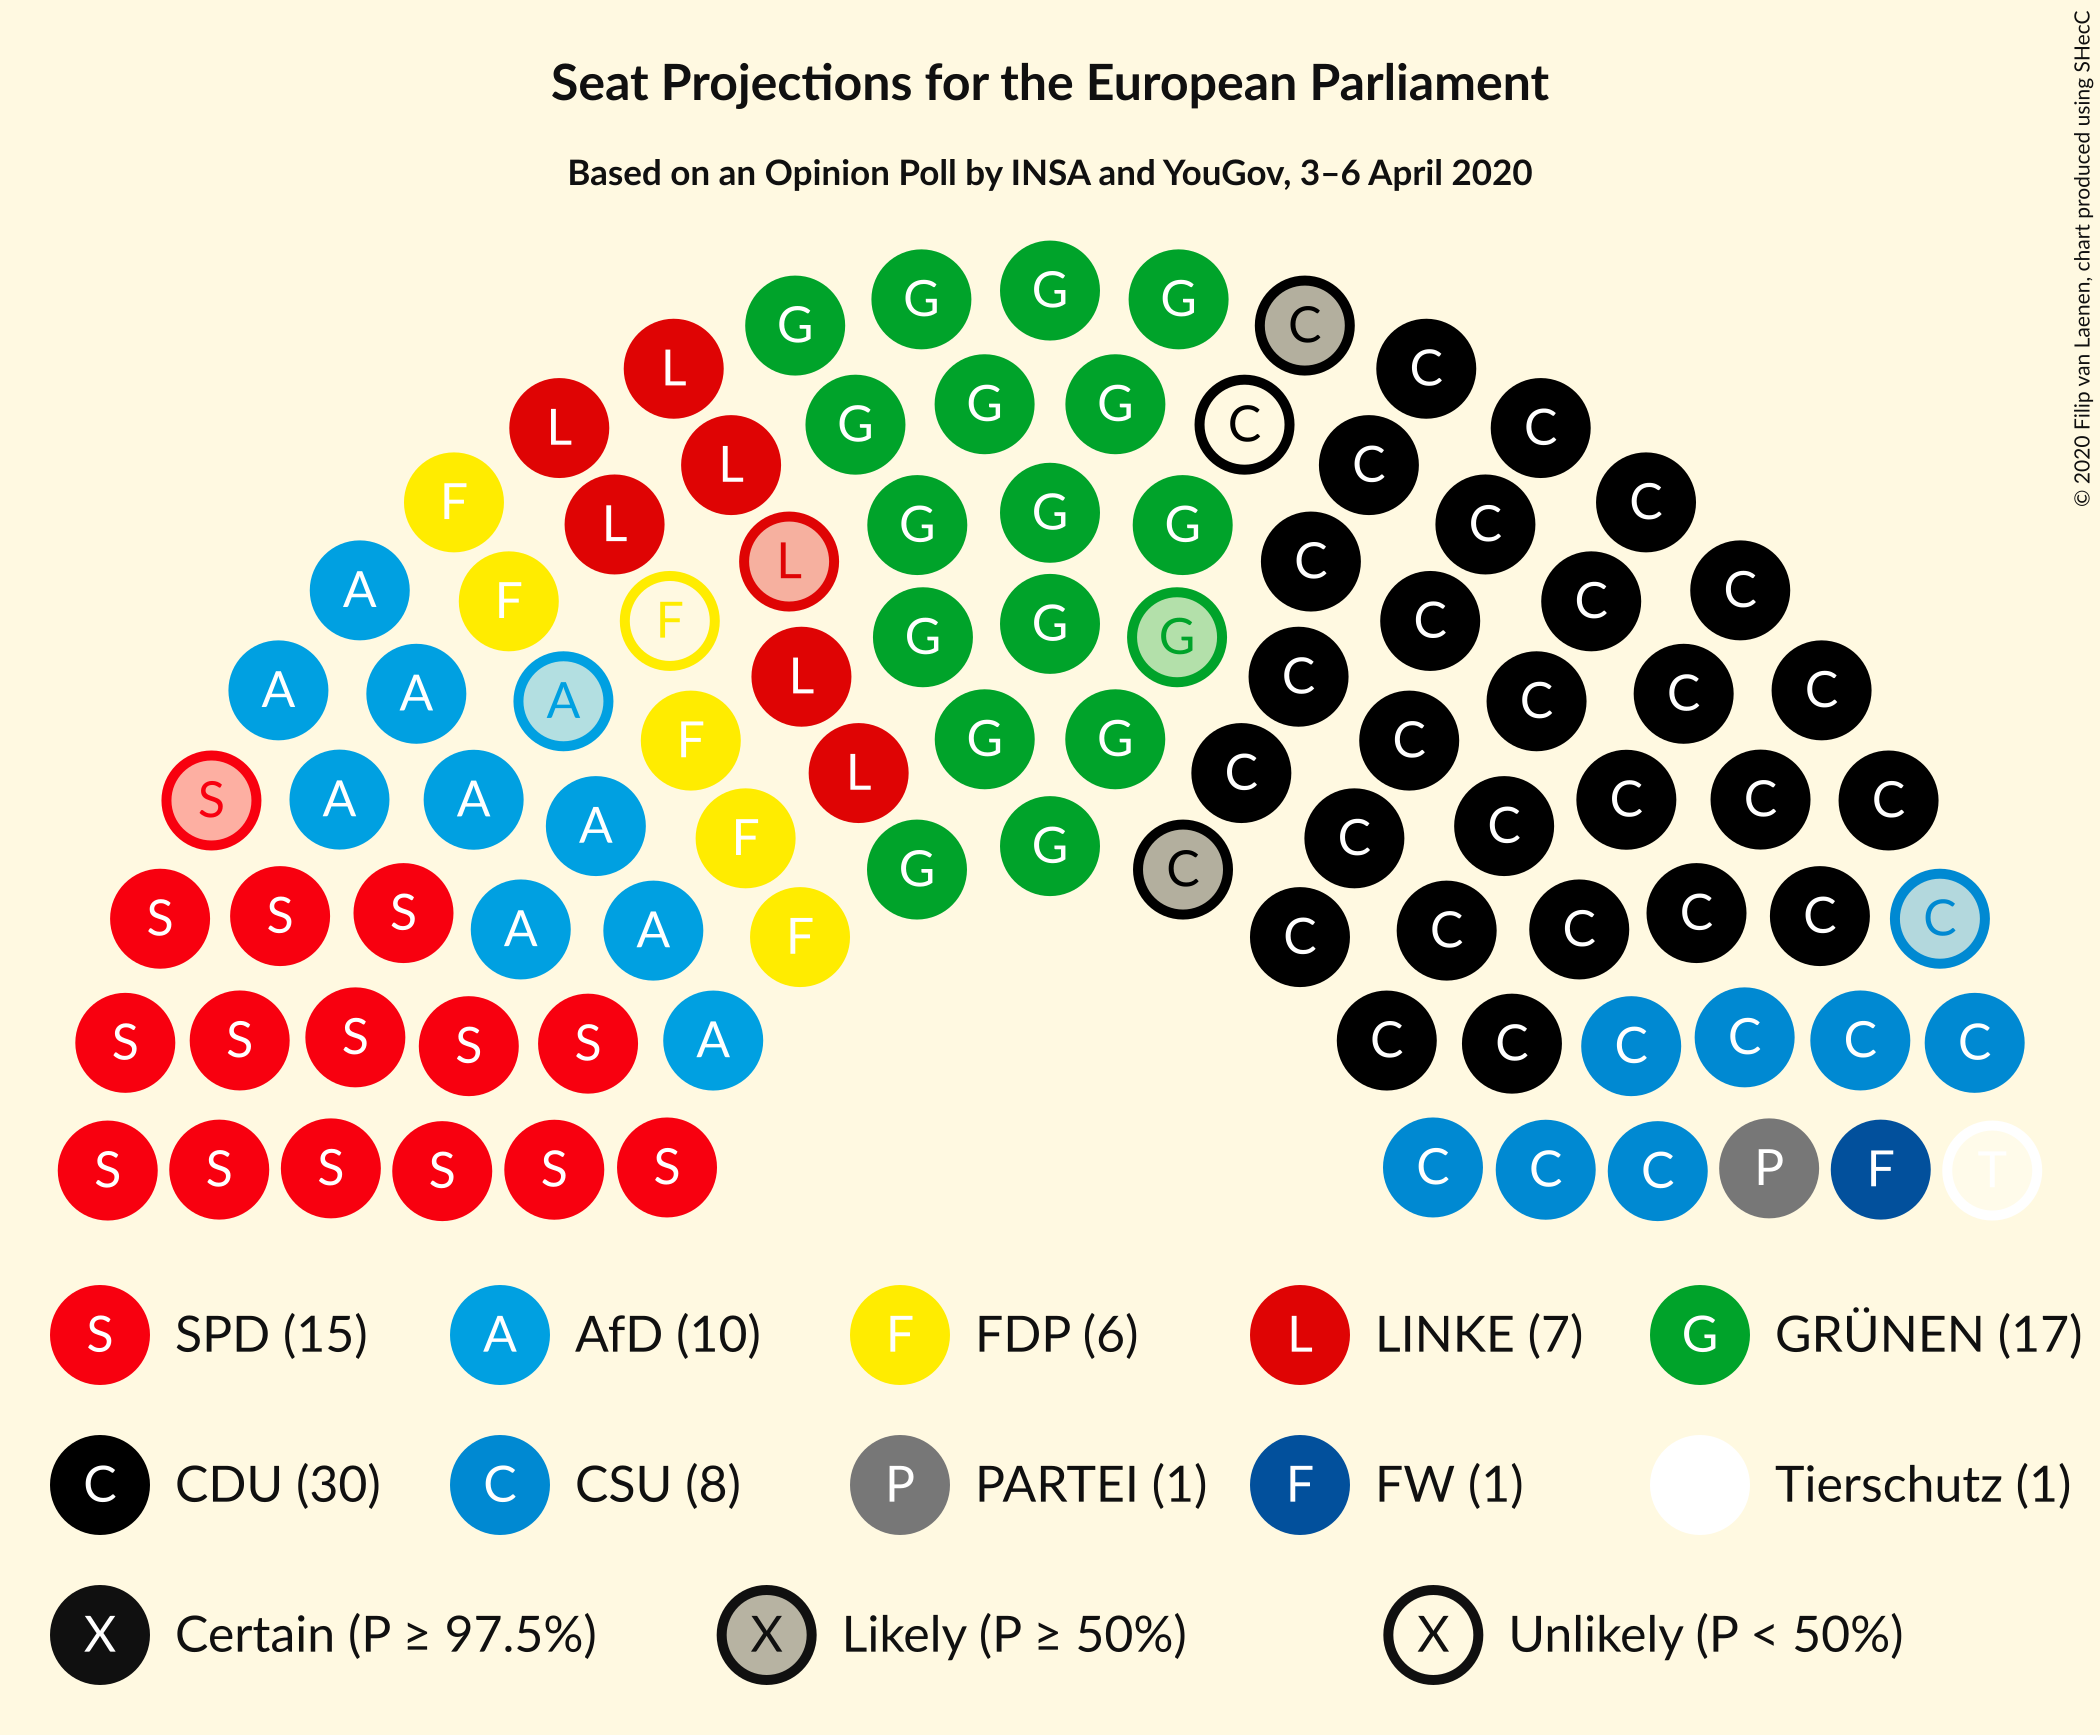 Seat Projections for the European Parliament
Based on an Opinion Poll by INSA and YouGov, 3–6 April 2020
© 2020 Filip van Laenen, chart produced using SHecC
G G G G C
L G G G C C
L L G G G C C C
F L L G G G C C C C
A F F L G G C C C C C
A A A F L G G C C C C C C
S A A A F G G C C C C C C
S S S A A F C C C C C C C
S S S S S A C C C C C C
S S S S S S C C C P F T
S SPD (15) A AfD (10) F FDP (6) L LINKE (7) G GRÜNEN (17)
C CDU (30) C CSU (8) P PARTEI (1) F FW (1) Tierschutz (1)
X Certain (P ≥ 97.5%) X Likely (P ≥ 50%) X Unlikely (P < 50%)